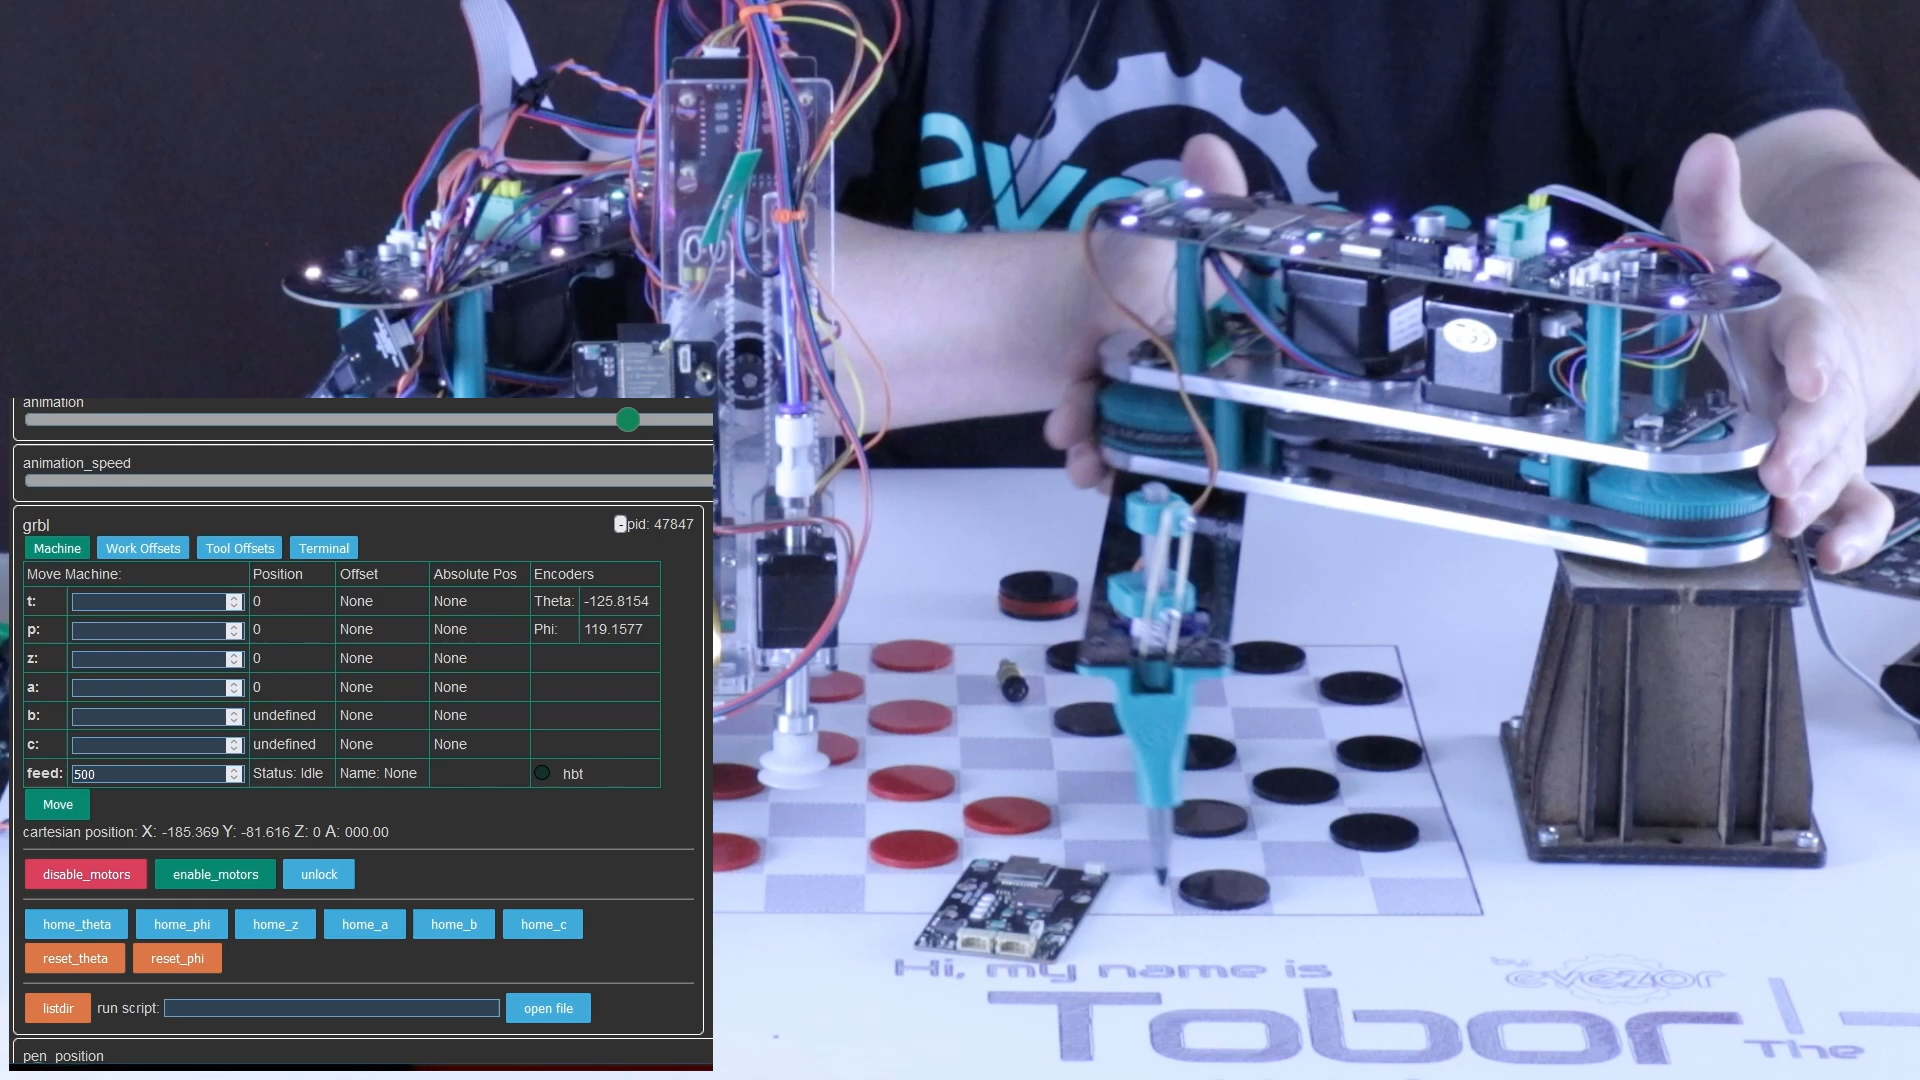 animation
animation_speed
grbl
- pid: 47847
Machine Work Offsets Tool Offsets Terminal
Move Machine: Position Offset Absolute Pos Encoders
t: 0 None None Theta: -125.8154
p: 0 None None Phi: 119.1577
z: 0 None None
a: 0 None None
b: undefined None None
c: undefined None None
feed: 500 Status: Idle Name: None hbt
Move
cartesian position: X: -185.369 Y: -81.616 Z: 0 A: 000.00
disable_motors enable_motors unlock
home_theta home_phi home_z home_a home_b home_c
reset_theta reset_phi
listdir run script: open file
pen_position
Hi, my name is
evezor
Tobor
The